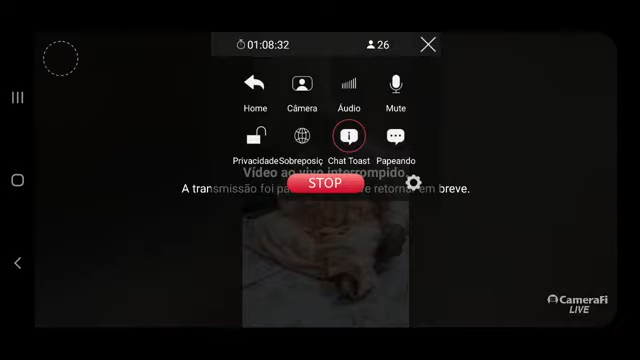 01:08:32 26
Home Câmera Áudio Mute
Privacidade Sobreposiç Chat Toast Papeando
Vídeo ao vivo interrompido.
STOP
A transmissão foi pa e retornar em breve.
CameraFi
LIVE